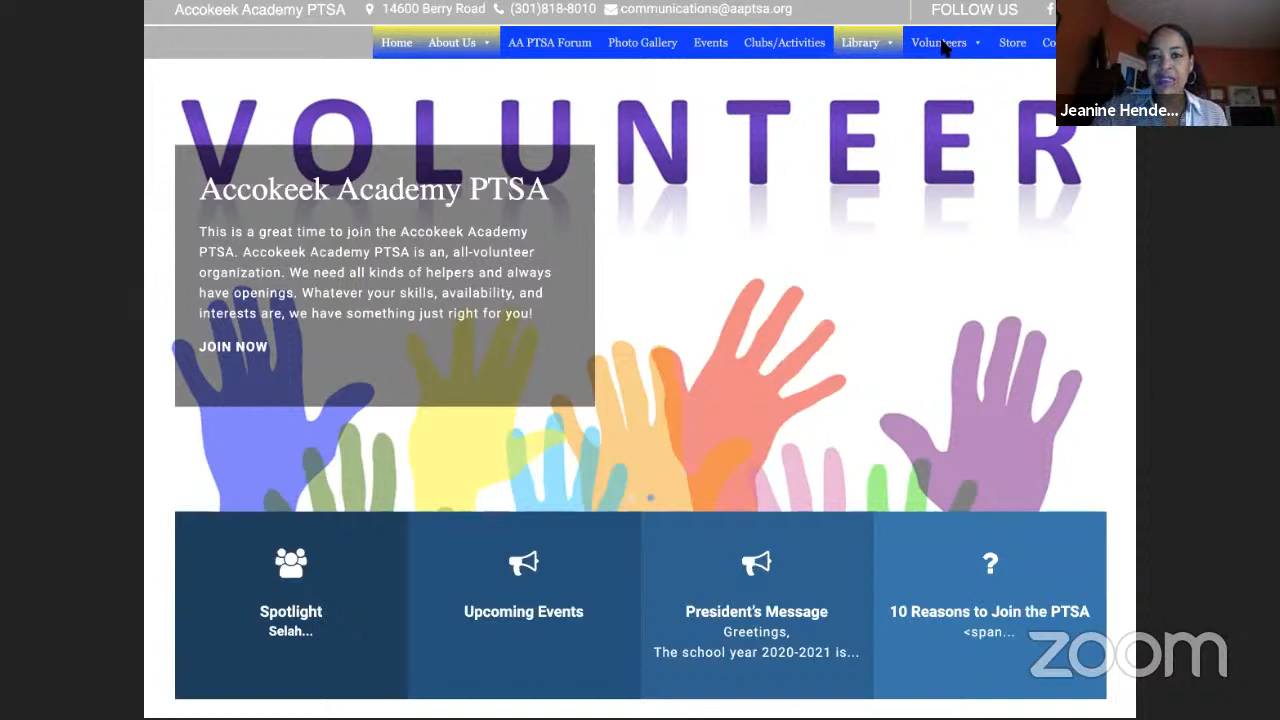 Accokeek Academy PTSA 14600 Berry Road (301)818-8010 communications@aaptsa.org FOLLOW US
Home About Us AA PTSA Forum Photo Gallery Events Clubs/Activities Library Volunteers Store Co
Jeanine Hende...
VOLUNTEER
Accokeek Academy PTSA
This is a great time to join the Accokeek Academy
PTSA. Accokeek Academy PTSA is an, all-volunteer
organization. We need all kinds of helpers and always
have openings. Whatever your skills, availability, and
interests are, we have something just right for you!
JOIN NOW
Spotlight
Selah...
Upcoming Events
President's Message
Greetings,
The school year 2020-2021 is...
10 Reasons to Join the PTSA
<span...
zoom